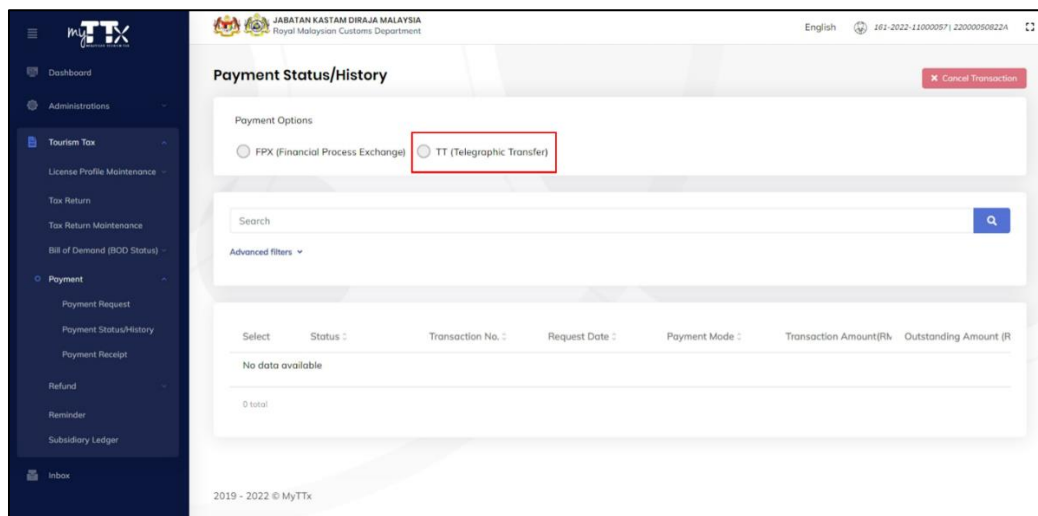 myTTX
JABATAN KASTAM DIRAJA MALAYSIA
Royal Malaysian Customs Department
English
161-2022-11000057| 22000050822A
Dashboard
Administrations
Tourism Tax
License Profile Maintenance
Tax Return
Tax Return Maintenance
Bill of Demand (BOD Status)
Payment
Payment Request
Payment Status/History
Payment Receipt
Refund
Reminder
Subsidiary Ledger
Inbox
Payment Status/History
Cancel Transaction
Payment Options
FPX (Financial Process Exchange) TT (Telegraphic Transfer)
Search
Advanced filters
Select Status Transaction No. Request Date Payment Mode Transaction Amount(RM Outstanding Amount (R
No data available
0 total
2019 - 2022 © MyTTx